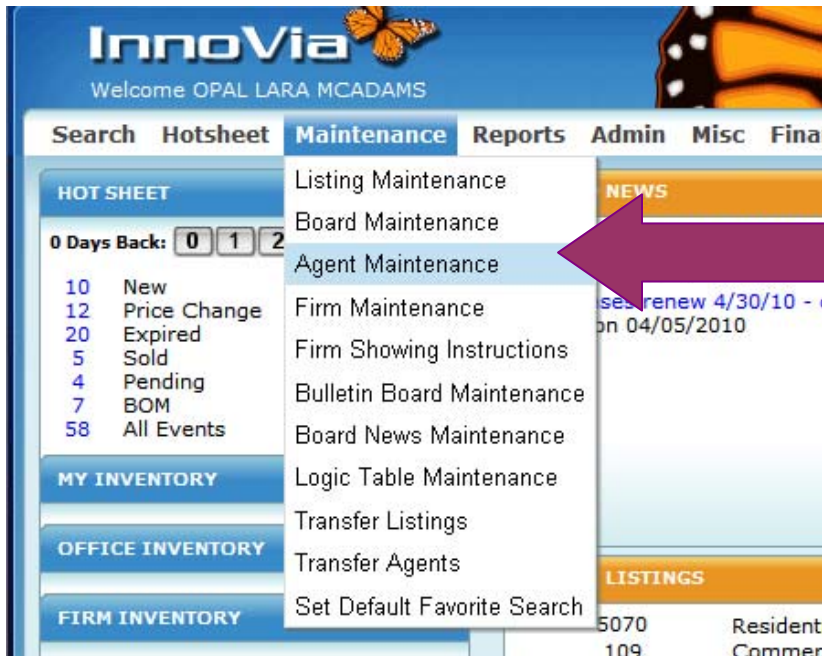 InnoVia
Welcome OPAL LARA MCADAMS
Search Hotsheet Maintenance Reports Admin Misc
HOT SHEET
0 Days Back: 0 1 2
10 New
12 Price Change
20 Expired
5 Sold
4 Pending
7 BOM
58 All Events
MY INVENTORY
OFFICE INVENTORY
FIRM INVENTORY
Listing Maintenance
Board Maintenance
Agent Maintenance
Firm Maintenance
Firm Showing Instructions
Bulletin Board Maintenance
Board News Maintenance
Logic Table Maintenance
Transfer Listings
Transfer Agents
Set Default Favorite Search
NEWS
renew 4/30/10 -
on 04/05/2010
LISTINGS
5070 Resident
109 Commer